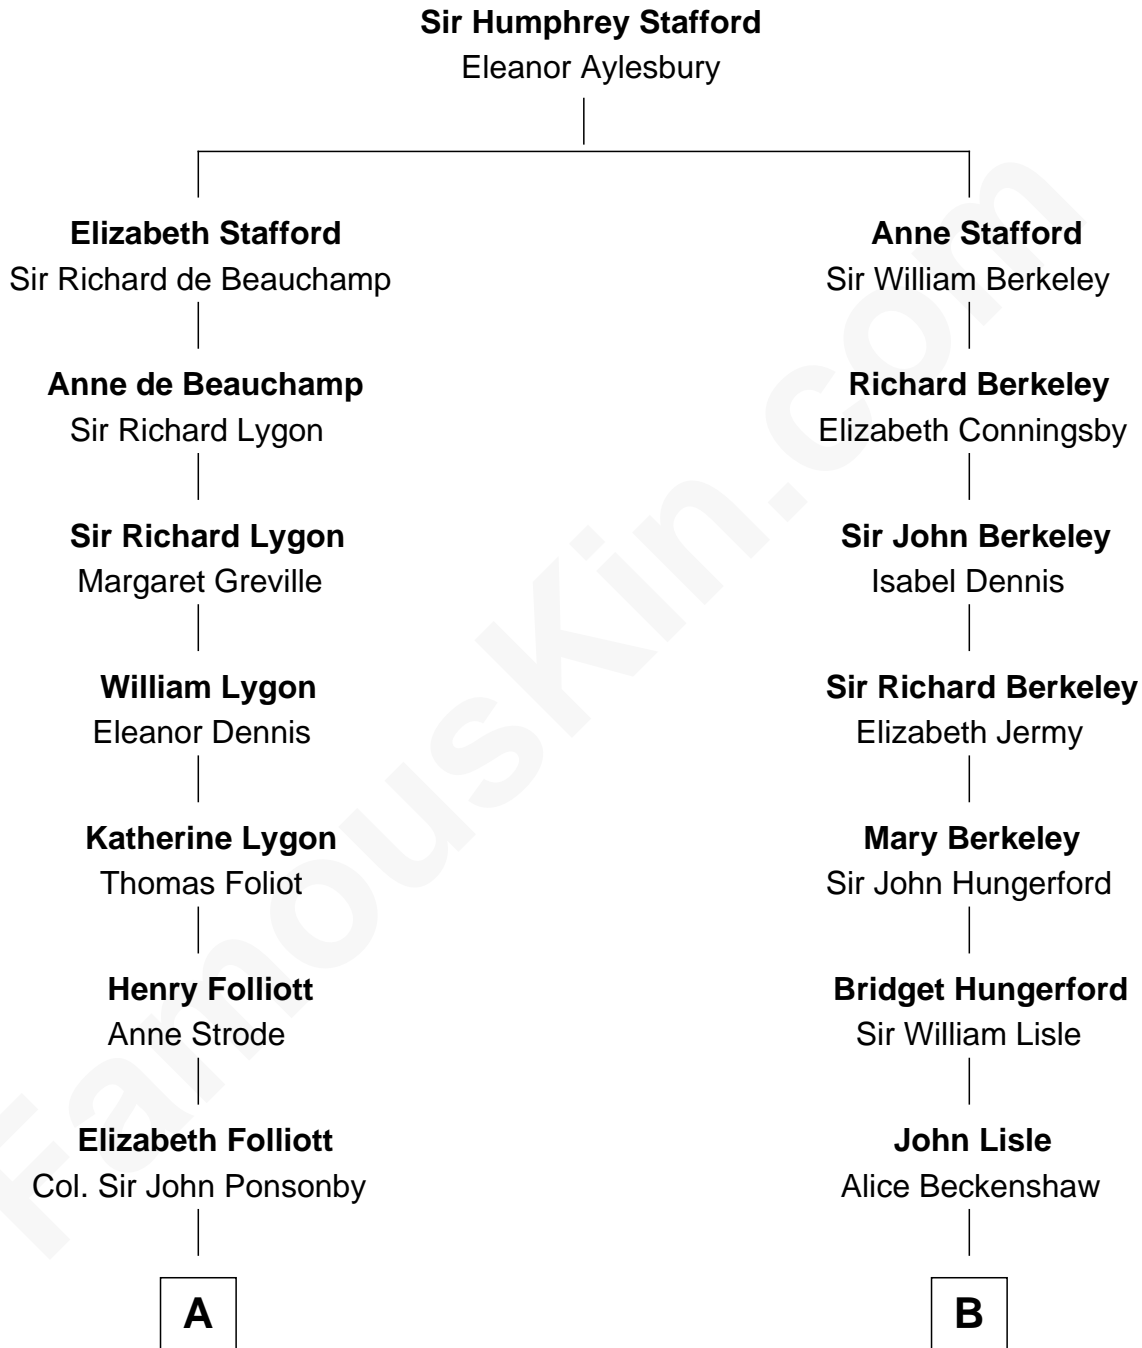 Sir Humphrey Stafford
Eleanor Aylesbury
Elizabeth Stafford
Sir Richard de Beauchamp
Anne de Beauchamp
Sir Richard Lygon
Sir Richard Lygon
Margaret Greville
William Lygon
Eleanor Dennis
Katherine Lygon
Thomas Foliot
Henry Folliott
Anne Strode
Elizabeth Folliott
Col. Sir John Ponsonby
A
Anne Stafford
Sir William Berkeley
Richard Berkeley
Elizabeth Conningsby
Sir John Berkeley
Isabel Dennis
Sir Richard Berkeley
Elizabeth Jermy
Mary Berkeley
Sir John Hungerford
Bridget Hungerford
Sir William Lisle
John Lisle
Alice Beckenshaw
B
FamousKin.com